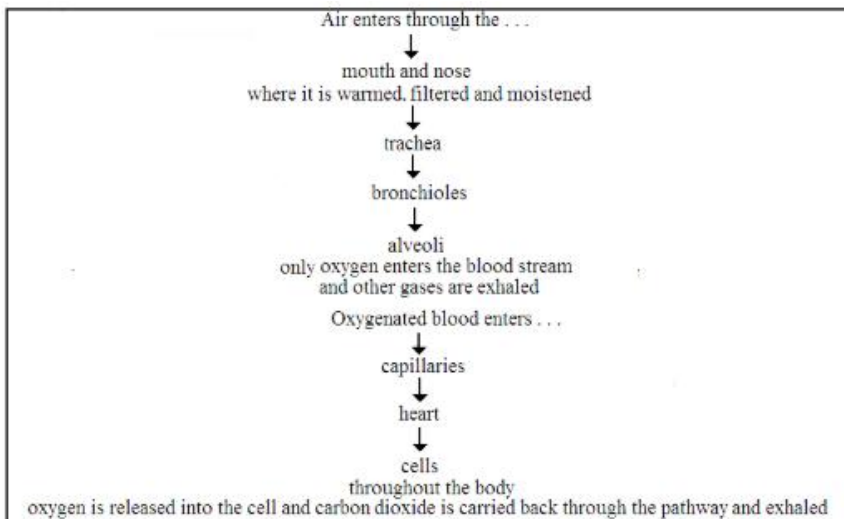 Air enters through the . . .
mouth and nose
where it is warmed, filtered and moistened
trachea
bronchioles
alveoli
only oxygen enters the blood stream
and other gases are exhaled
Oxygenated blood enters . . .
capillaries
heart
cells
throughout the body
oxygen is released into the cell and carbon dioxide is carried back through the pathway and exhaled